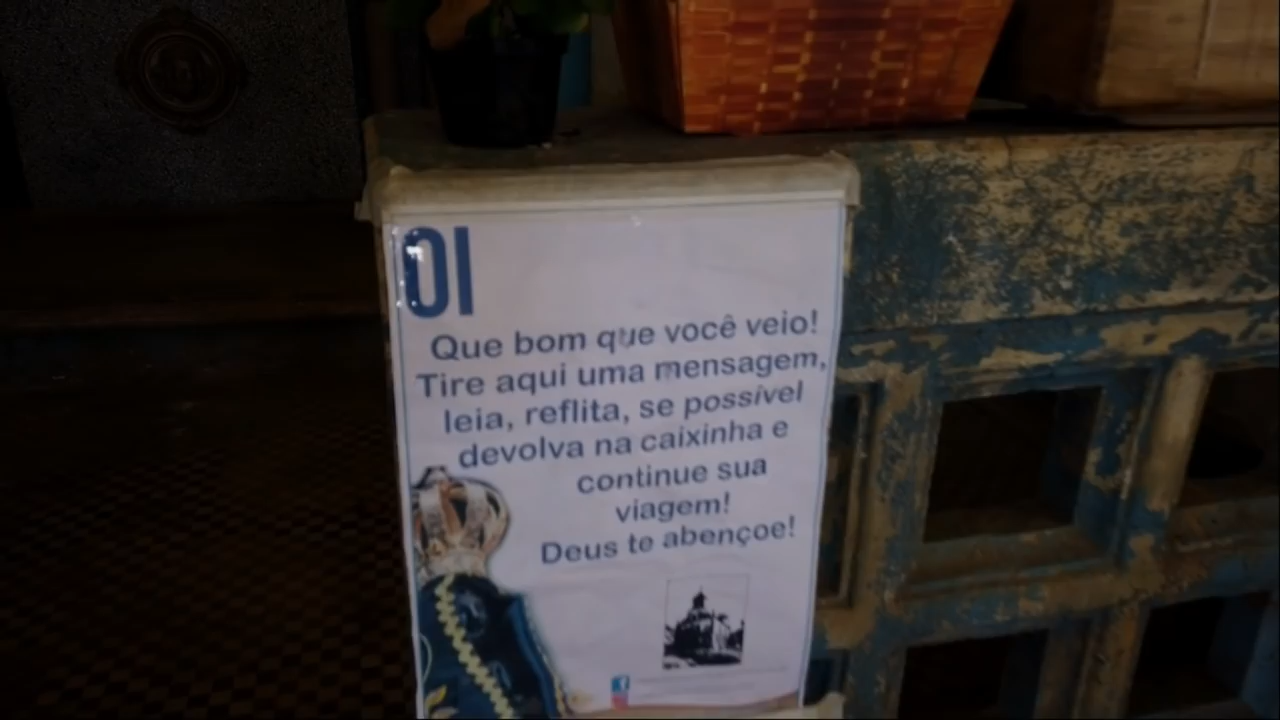 OI
Que bom que você veio!
Tire aqui uma mensagem,
leia, reflita, se possível
devolva na caixinha e
continue sua
viagem!
Deus te abençoe!